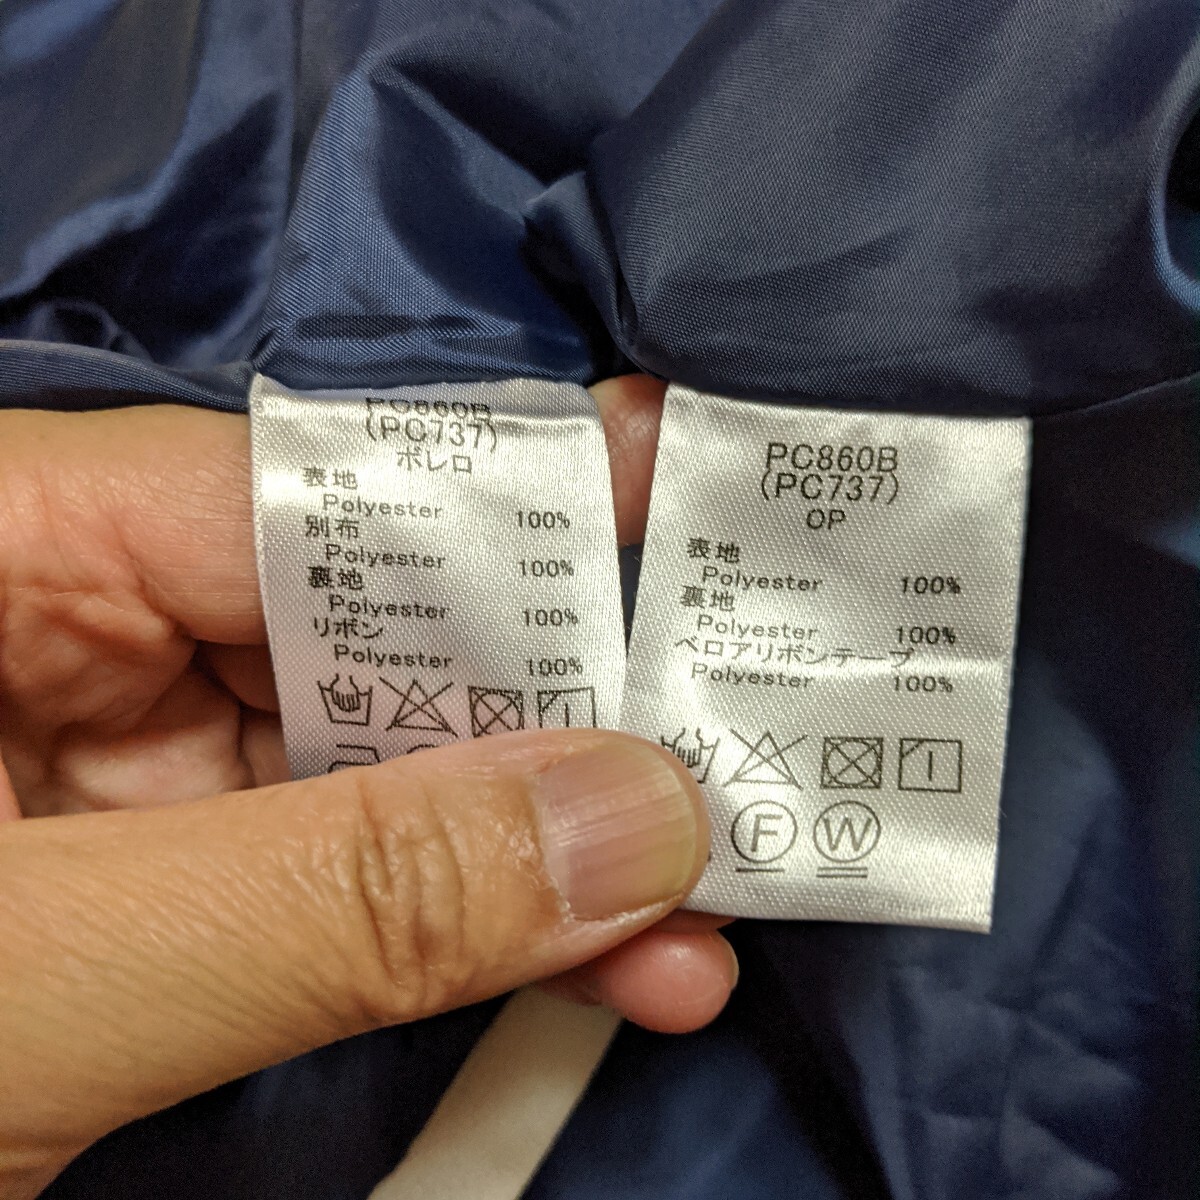 PC860B
(PC737)
ボレロ
表地
Polyester 100%
別布
Polyester 100%
裏地
Polyester 100%
リボン
Polyester 100%
PC860B
(PC737)
OP
表地
Polyester 100%
裏地
Polyester 100%
ベロアリボンテープ
Polyester 100%
F W